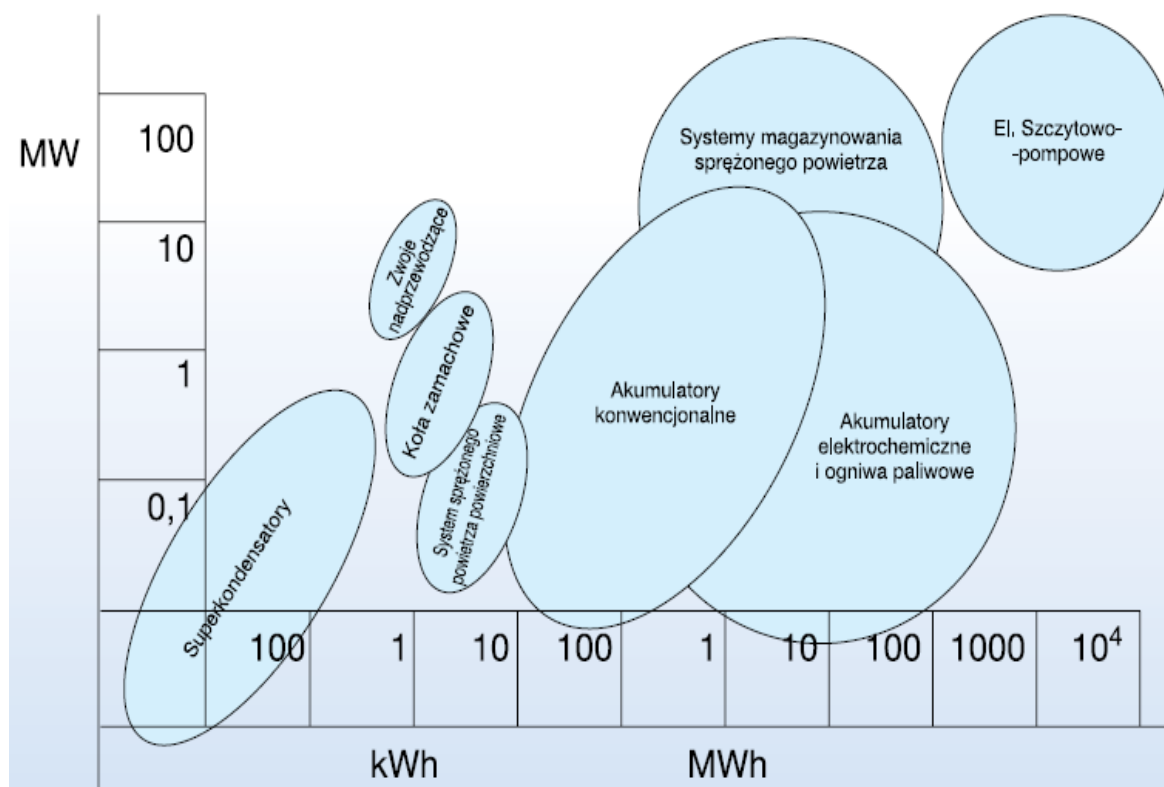 MW
100
10
1
0,1
Systemy magazynowania
sprężonego powietrza
El. Szczytowo-
-pompowe
Zwoje
nadprzewodzące
Koła zamachowe
System sprężonego
powietrza powierzchniowe
Akumulatory
konwencjonalne
Akumulatory
elektrochemiczne
i ogniwa paliwowe
Superkondensatory
100 1 10 100 1 10 100 1000 10⁴
kWh MWh